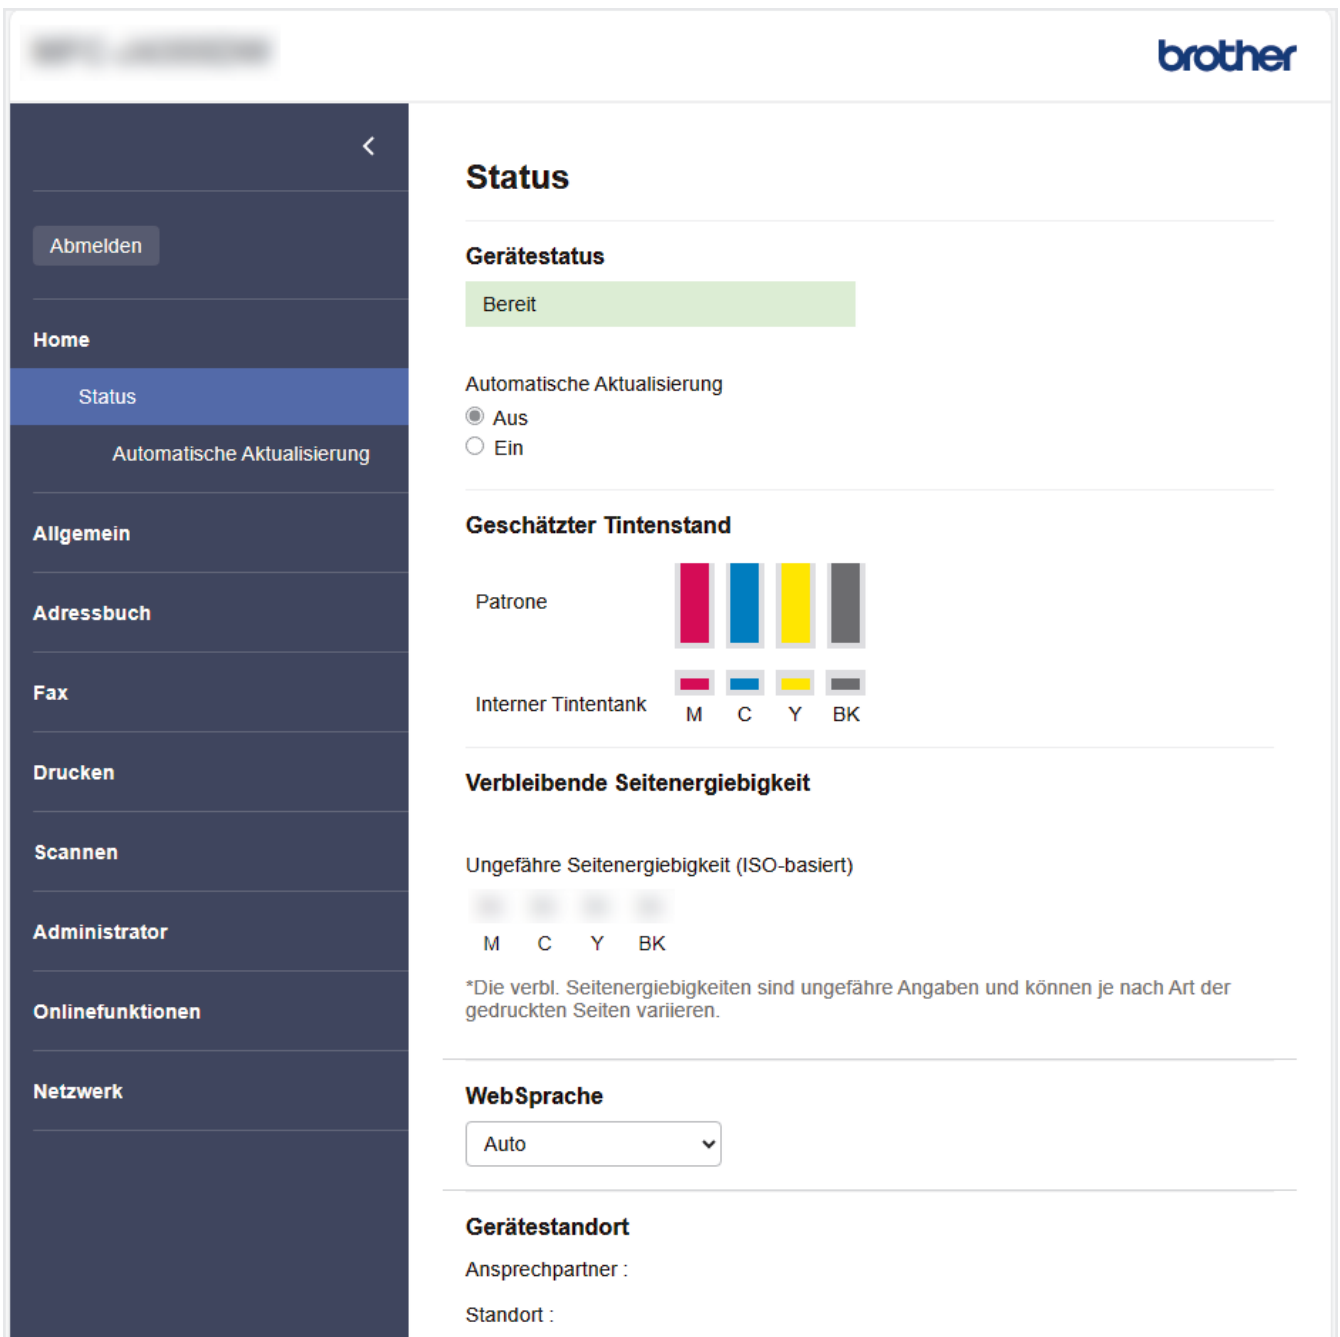 brother
Abmelden
Home
Status
Automatische Aktualisierung
Allgemein
Adressbuch
Fax
Drucken
Scannen
Administrator
Onlinefunktionen
Netzwerk
Status
Gerätestatus
Bereit
Automatische Aktualisierung
Aus
Ein
Geschätzter Tintenstand
Patrone
Interner Tintentank
M C Y BK
Verbleibende Seitenergiebigkeit
Ungefähre Seitenergiebigkeit (ISO-basiert)
M C Y BK
*Die verbl. Seitenergiebigkeiten sind ungefähre Angaben und können je nach Art der
gedruckten Seiten variieren.
WebSprache
Auto
Gerätestandort
Ansprechpartner :
Standort :